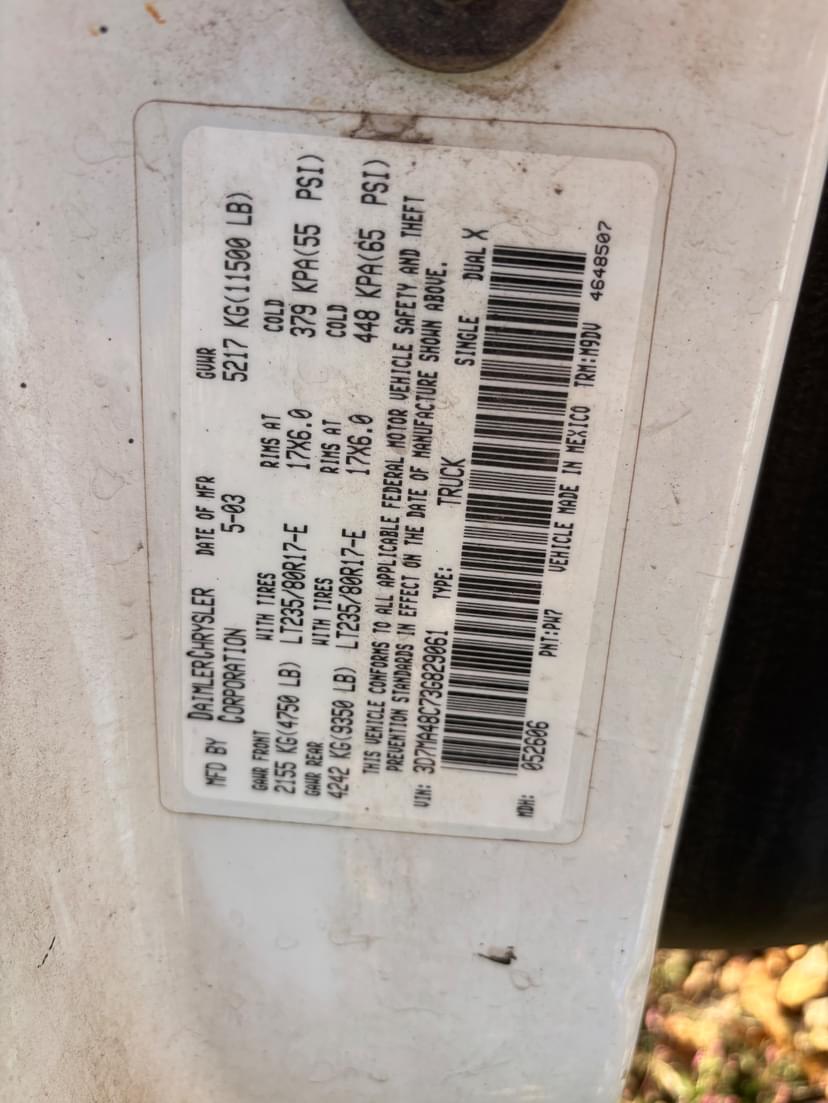 MFD BY DAIMLERCHRYSLER DATE OF MFR GVWR
CORPORATION 5-03 5217 KG(11500 LB)
GAWR FRONT WITH TIRES RIMS AT COLD
2155 KG(4750 LB) LT235/80R17-E 17X6.0 379 KPA(55 PSI)
GAWR REAR WITH TIRES RIMS AT COLD
4242 KG(9350 LB) LT235/80R17-E 17X6.0 448 KPA(65 PSI)
THIS VEHICLE CONFORMS TO ALL APPLICABLE FEDERAL MOTOR VEHICLE SAFETY AND THEFT
PREVENTION STANDARDS IN EFFECT ON THE DATE OF MANUFACTURE SHOWN ABOVE.
VIN: 3D7MA48C73G829061 TYPE: TRUCK SINGLE DUAL X
MDH: 052606 PNT:PW7 VEHICLE MADE IN MEXICO TRM:M9DV 4648507